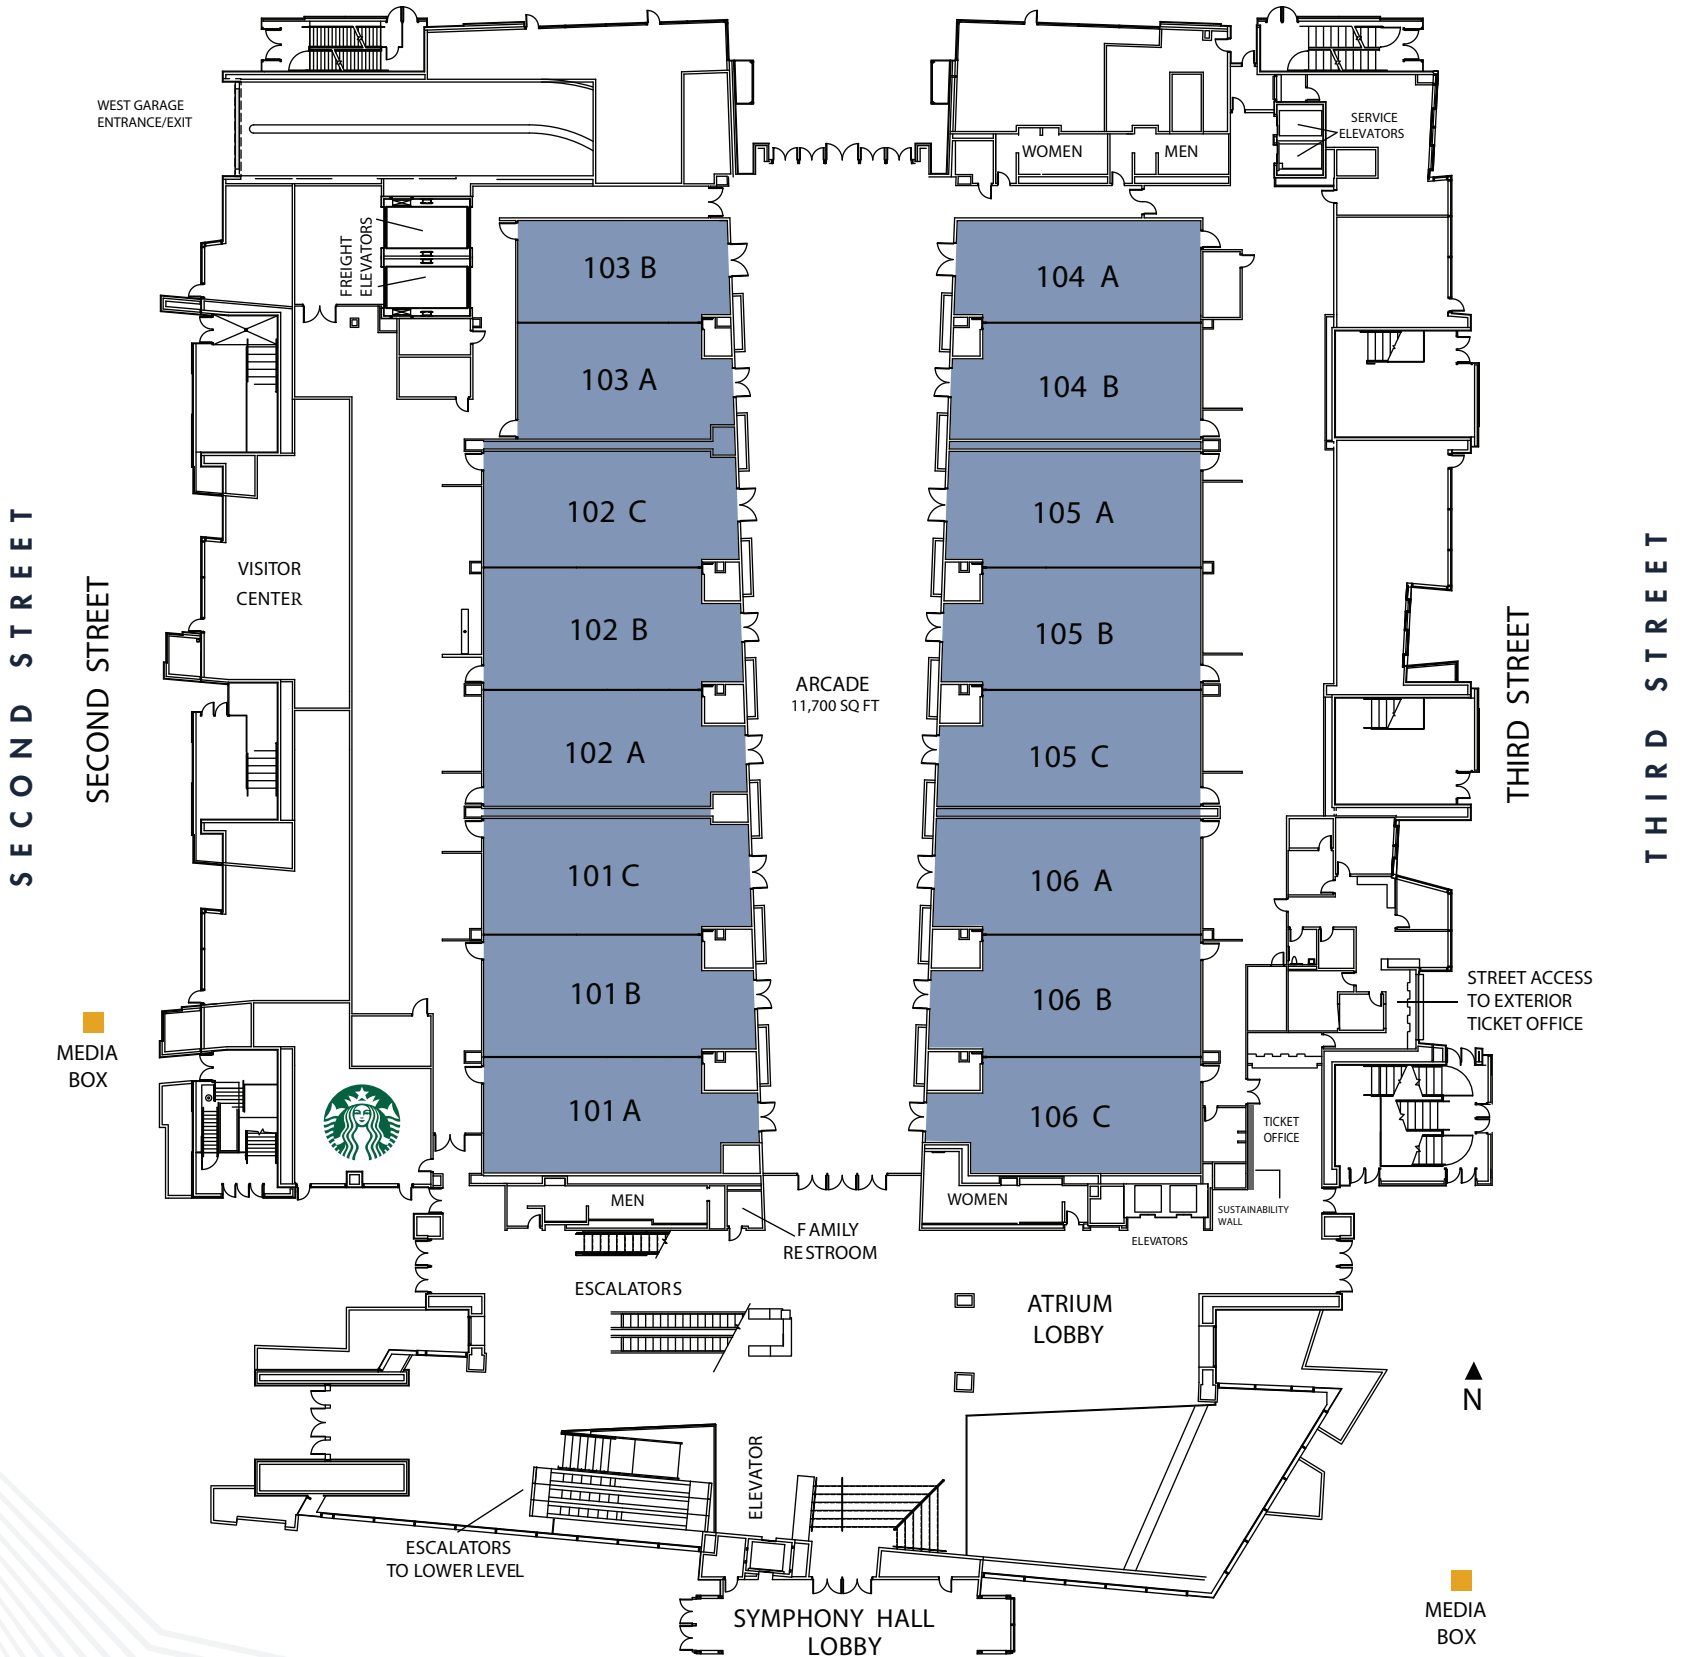 WEST GARAGE
ENTRANCE/EXIT
SERVICE
ELEVATORS
WOMEN
MEN
FREIGHT
ELEVATORS
103 B
104 A
103 A
104 B
102 C
105 A
VISITOR
CENTER
102 B
105 B
SECOND STREET
SECOND STREET
THIRD STREET
THIRD STREET
ARCADE
11,700 SQ FT
102 A
105 C
101 C
106 A
101 B
106 B
STREET ACCESS
TO EXTERIOR
TICKET OFFICE
MEDIA
BOX
101 A
106 C
TICKET
OFFICE
MEN
WOMEN
SUSTAINABILITY
WALL
FAMILY
RESTROOM
ELEVATORS
ESCALATORS
ATRIUM
LOBBY
N
ELEVATOR
ESCALATORS
TO LOWER LEVEL
SYMPHONY HALL
LOBBY
MEDIA
BOX